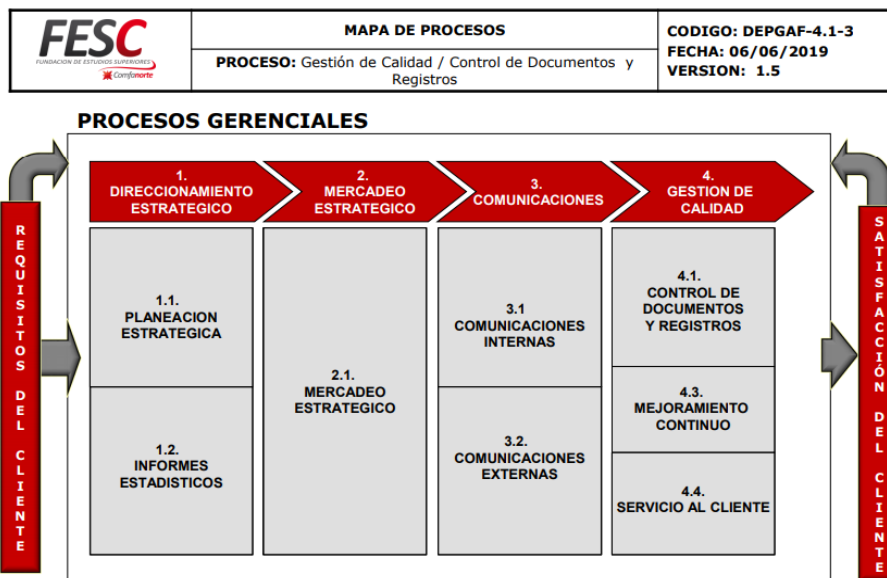 FESC
FUNDACION DE ESTUDIOS SUPERIORES
Comfanorte
MAPA DE PROCESOS
PROCESO: Gestión de Calidad / Control de Documentos y
Registros
CODIGO: DEPGAF-4.1-3
FECHA: 06/06/2019
VERSION: 1.5
PROCESOS GERENCIALES
REQUISITOS DEL CLIENTE
1.
DIRECCIONAMIENTO
ESTRATEGICO
2.
MERCADEO
ESTRATEGICO
3.
COMUNICACIONES
4.
GESTION DE
CALIDAD
1.1.
PLANEACION
ESTRATEGICA
1.2.
INFORMES
ESTADISTICOS
2.1.
MERCADEO
ESTRATEGICO
3.1
COMUNICACIONES
INTERNAS
3.2.
COMUNICACIONES
EXTERNAS
4.1.
CONTROL DE
DOCUMENTOS
Y REGISTROS
4.3.
MEJORAMIENTO
CONTINUO
4.4.
SERVICIO AL CLIENTE
SATISFACCCIÓN DEL CLIENTE